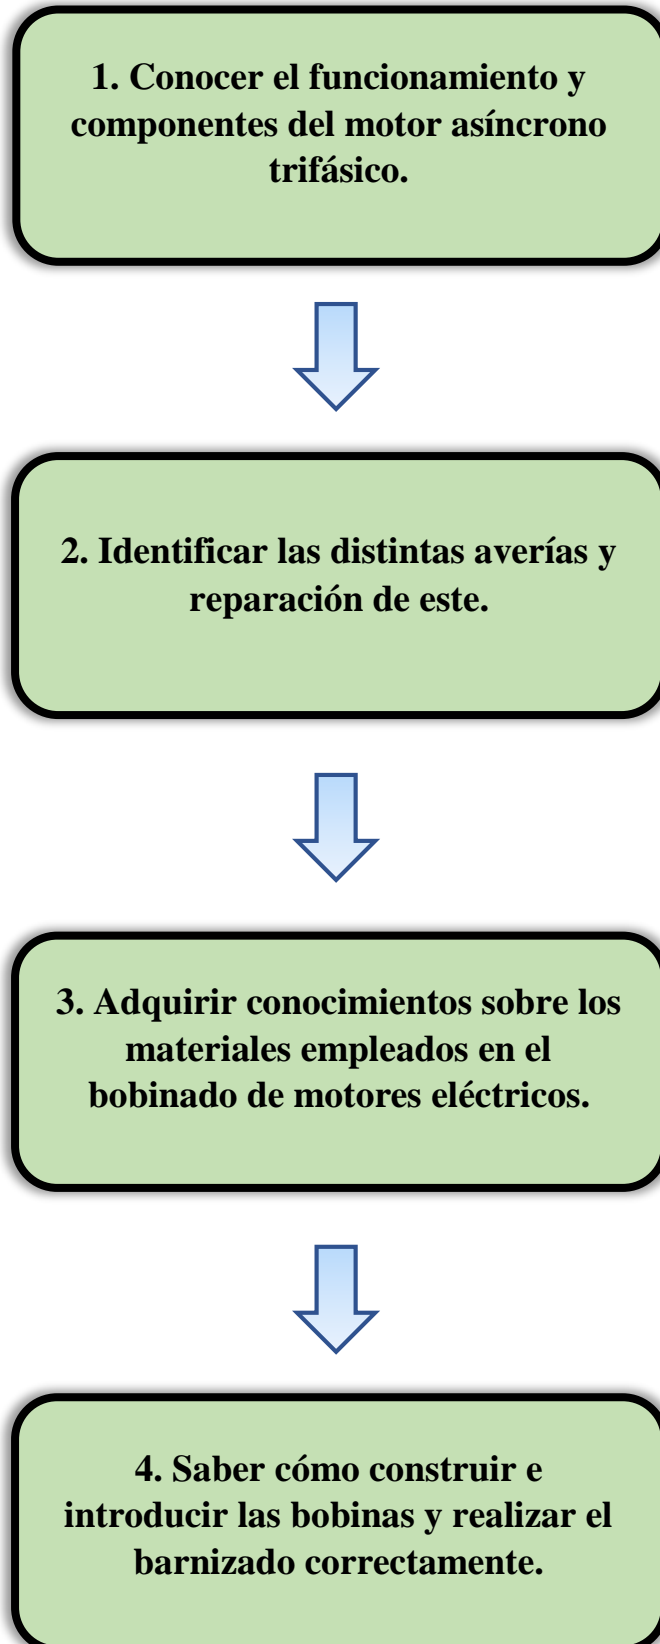 1. Conocer el funcionamiento y
componentes del motor asíncrono
trifásico.
2. Identificar las distintas averías y
reparación de este.
3. Adquirir conocimientos sobre los
materiales empleados en el
bobinado de motores eléctricos.
4. Saber cómo construir e
introducir las bobinas y realizar el
barnizado correctamente.